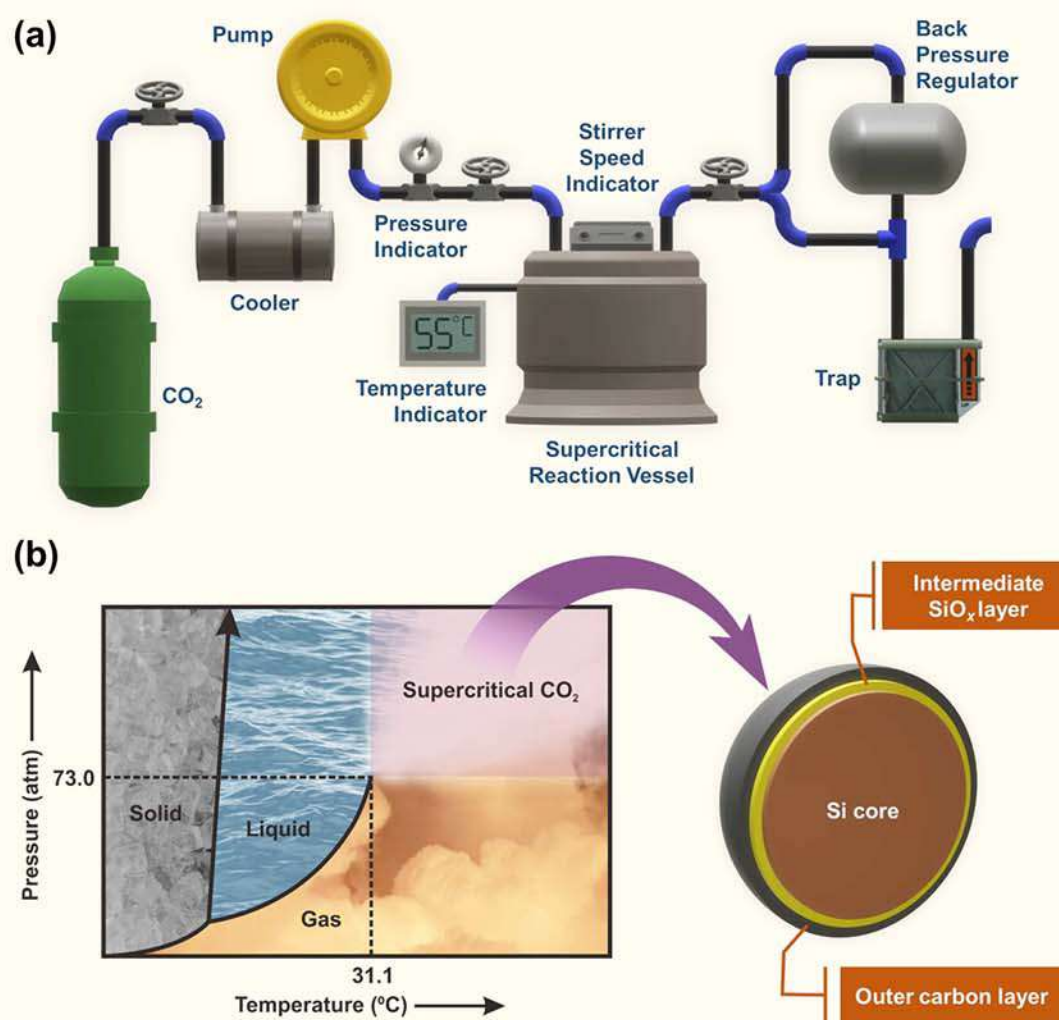 (a)
Pump
Back
Pressure
Regulator
Stirrer
Speed
Indicator
Pressure
Indicator
Cooler
55°C
CO₂
Temperature
Indicator
Trap
Supercritical
Reaction Vessel
(b)
Intermediate
SiOₓ layer
Supercritical CO₂
Pressure (atm)
73.0
Solid
Liquid
Si core
Gas
31.1
Temperature (ºC)
Outer carbon layer